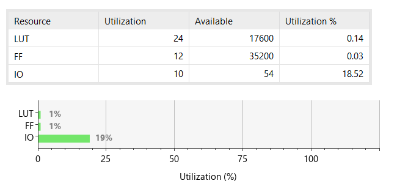 Resource Utilization Available Utilization %
LUT 24 17600 0.14
FF 12 35200 0.03
IO 10 54 18.52
LUT 1%
FF 1%
IO 19%
0 25 50 75 100
Utilization (%)